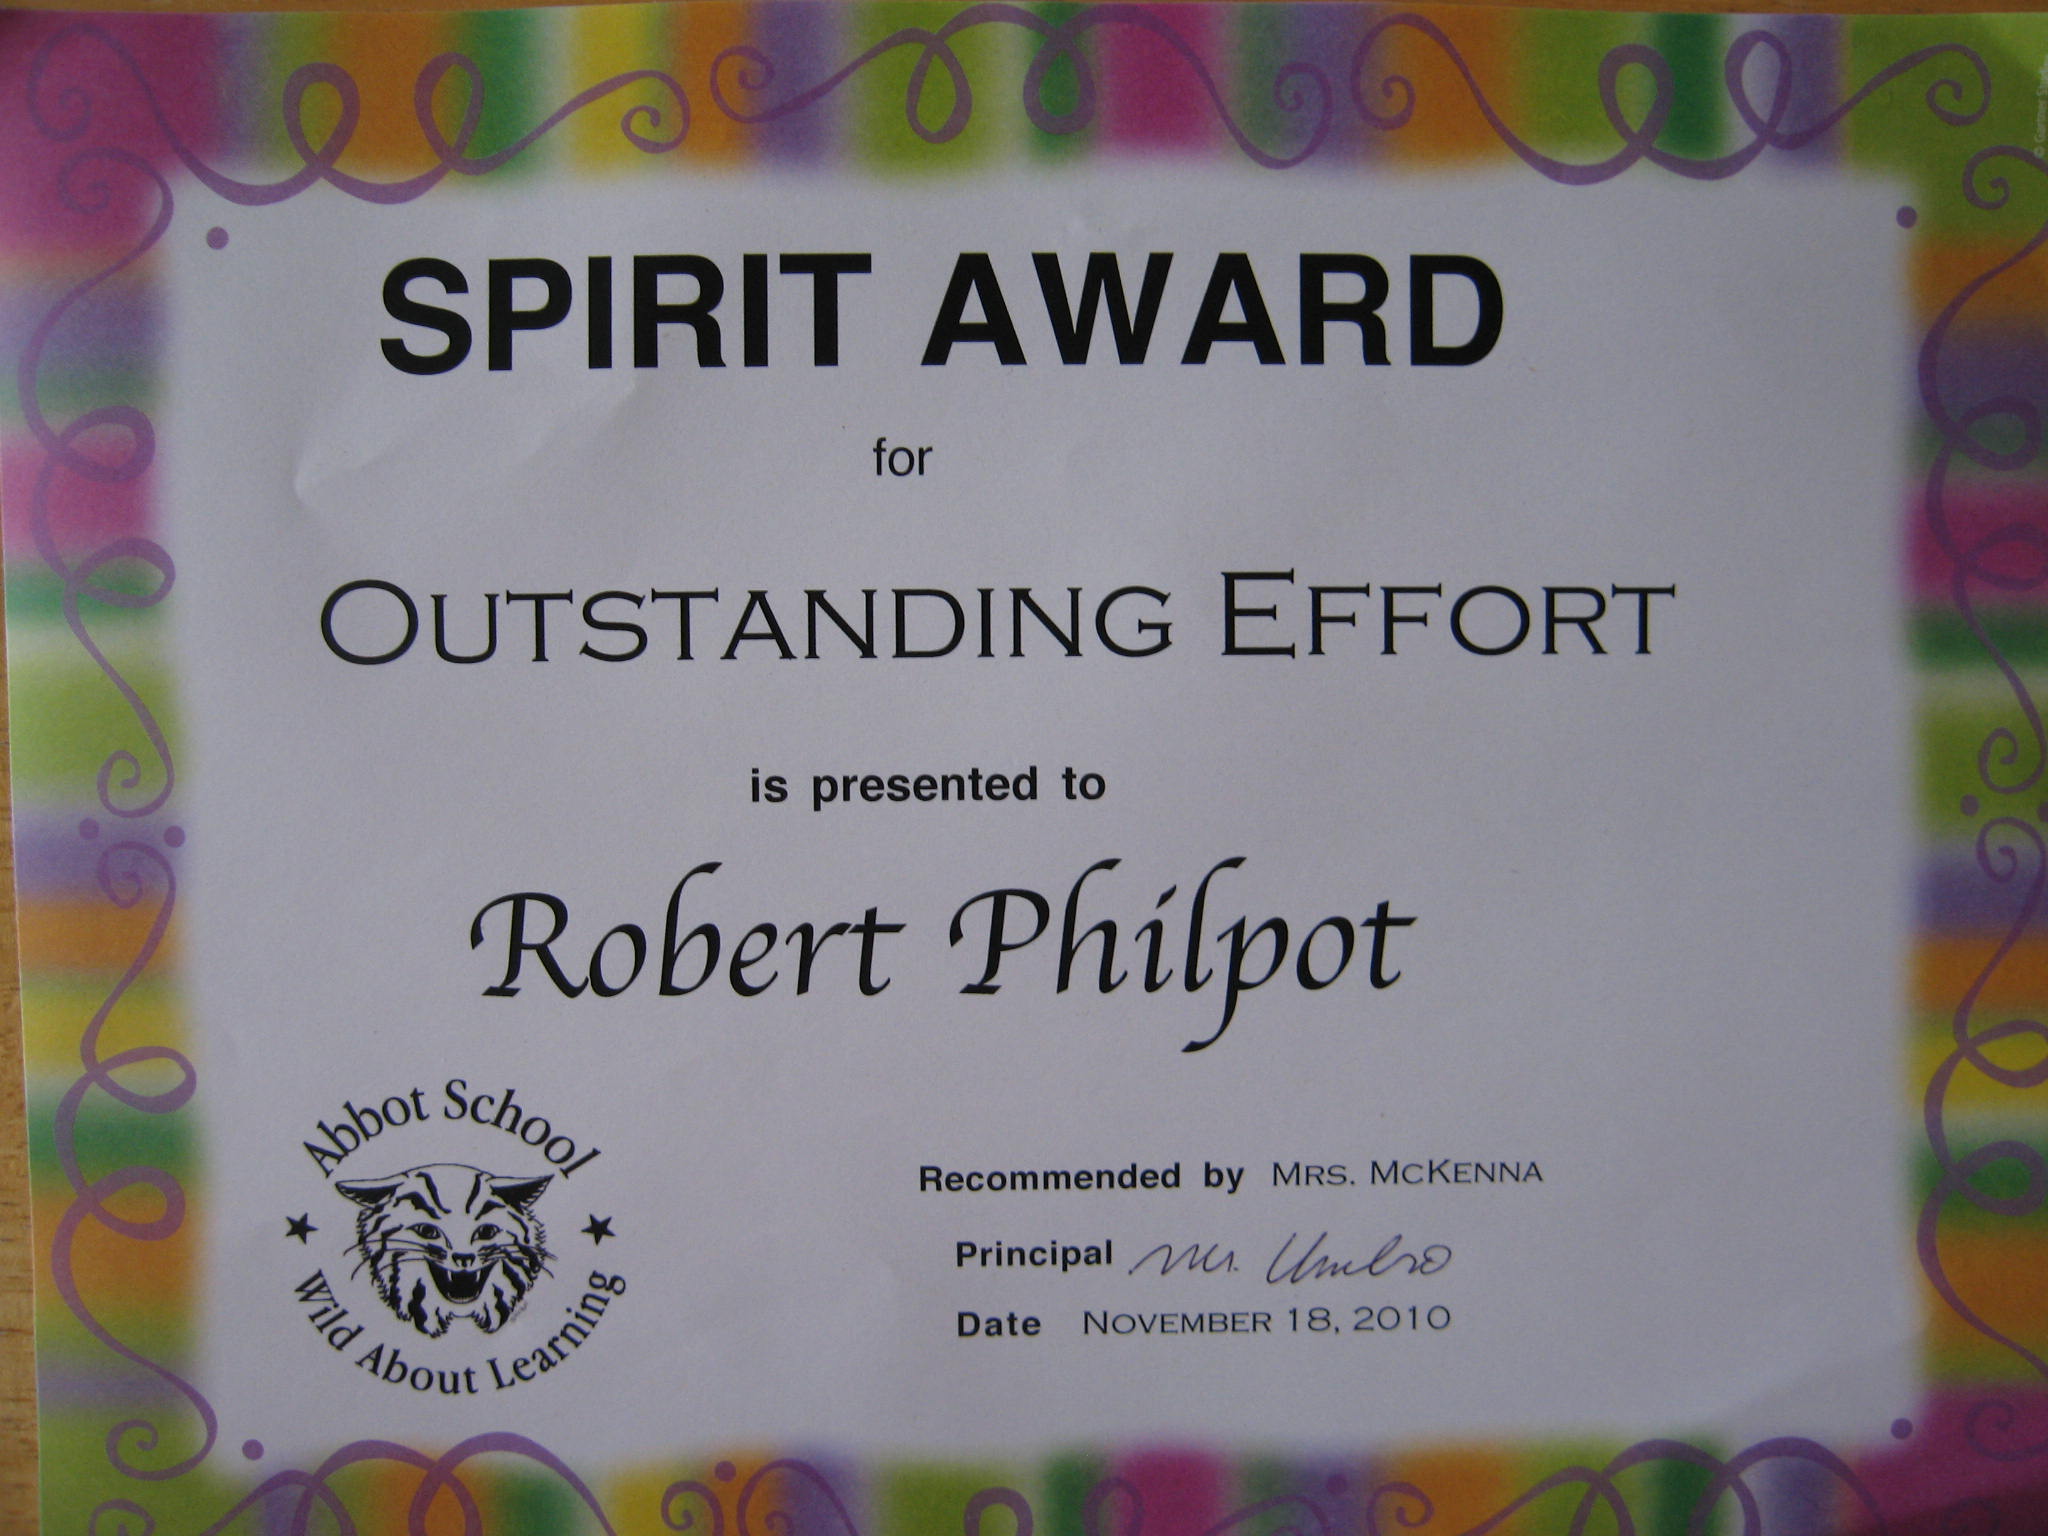 SPIRIT AWARD
for
OUTSTANDING EFFORT
is presented to
Robert Philpot
Abbot School
Wild About Learning
Recommended by MRS. MCKENNA
Principal
Date NOVEMBER 18, 2010